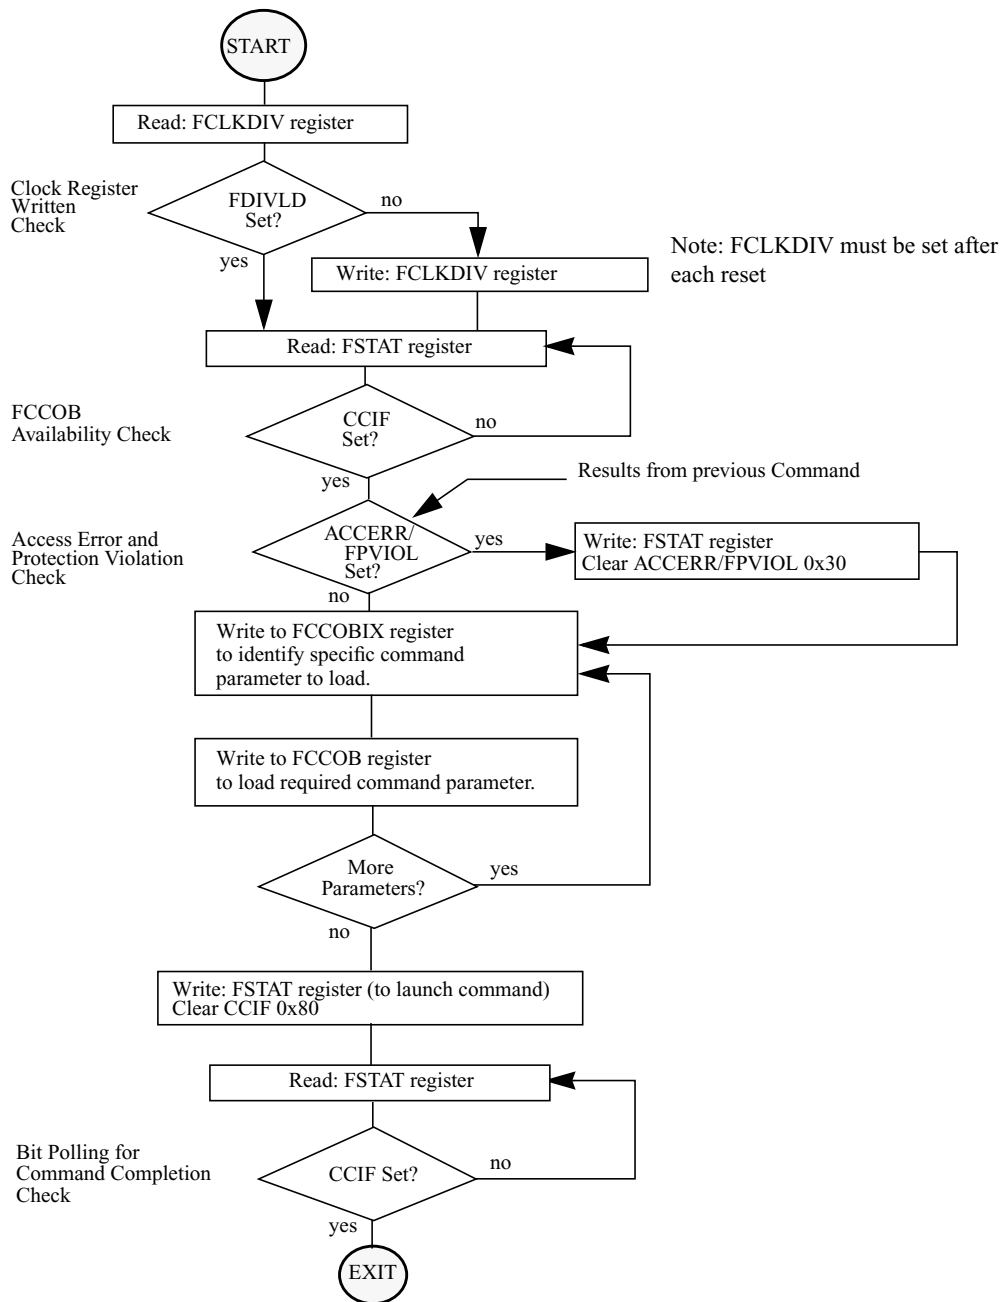 START
Read: FCLKDIV register
Clock Register
Written
Check
FDIVLD
Set?
no
yes
Note: FCLKDIV must be set after
each reset
Write: FCLKDIV register
Read: FSTAT register
FCCOB
Availability Check
CCIF
Set?
no
yes
Results from previous Command
Access Error and
Protection Violation
Check
ACCERR/
FPVIOL
Set?
yes
no
Write: FSTAT register
Clear ACCERR/FPVIOL 0x30
Write to FCCOBIX register
to identify specific command
parameter to load.
Write to FCCOB register
to load required command parameter.
More
Parameters?
yes
no
Write: FSTAT register (to launch command)
Clear CCIF 0x80
Read: FSTAT register
Bit Polling for
Command Completion
Check
CCIF Set?
no
yes
EXIT